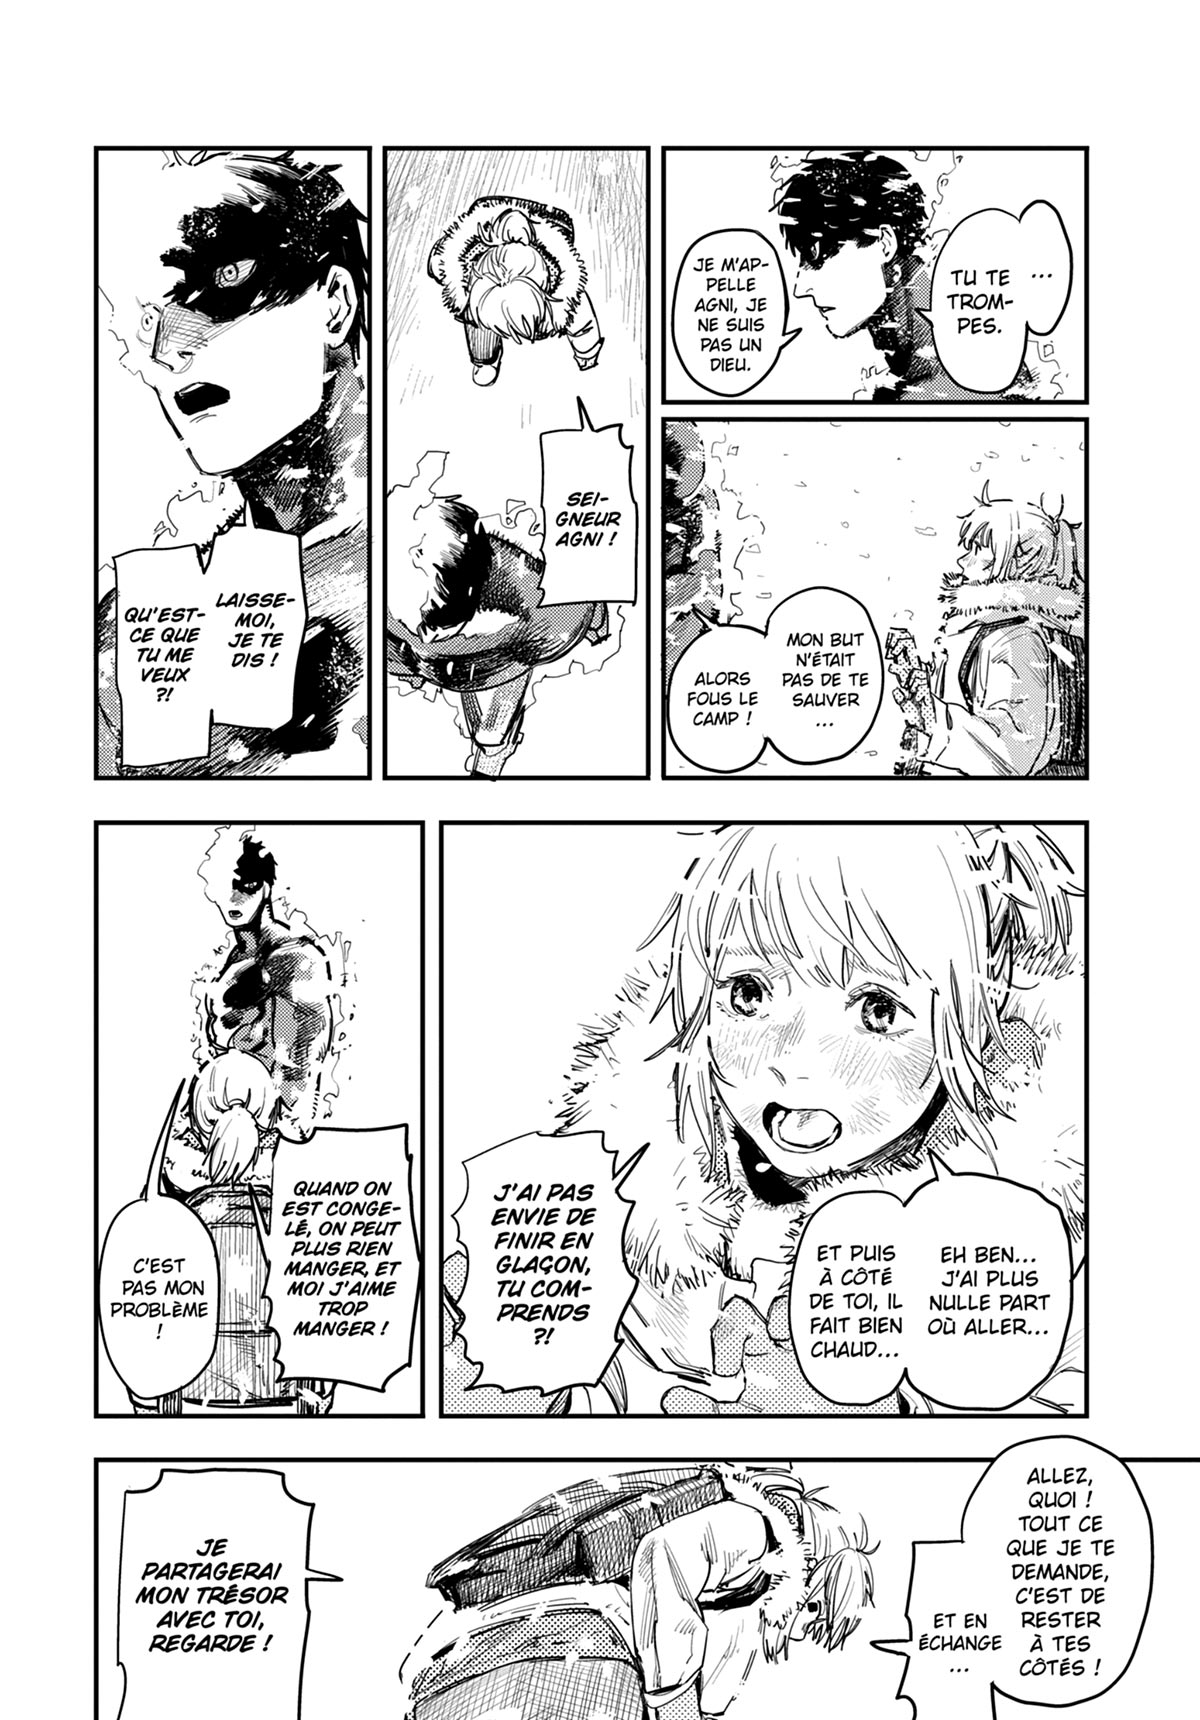 ...
TU TE
TROM-
PES.
JE M'AP-
PELLE
AGNI, JE
NE SUIS
PAS UN
DIEU.
MON BUT
N'ÉTAIT
PAS DE TE
SAUVER
...
ALORS
FOUS LE
CAMP !
SEI-
GNEUR
AGNI !
LAISSE-
MOI,
JE TE
DIS !
QU'EST-
CE QUE
TU ME
VEUX
?!
EH BEN...
J'AI PLUS
NULLE PART
OÙ ALLER...
ET PUIS
À CÔTÉ
DE TOI, IL
FAIT BIEN
CHAUD...
J'AI PAS
ENVIE DE
FINIR EN
GLAÇON,
TU COM-
PRENDS
?!
QUAND ON
EST CONGE-
LÉ, ON PEUT
PLUS RIEN
MANGER, ET
MOI J'AIME
TROP
MANGER !
C'EST
PAS MON
PROBLÈME
!
ALLEZ,
QUOI !
TOUT CE
QUE JE TE
DEMANDE,
C'EST DE
RESTER
À TES
CÔTÉS !
ET EN
ÉCHANGE
...
JE
PARTAGERAI
MON TRÉSOR
AVEC TOI,
REGARDE !